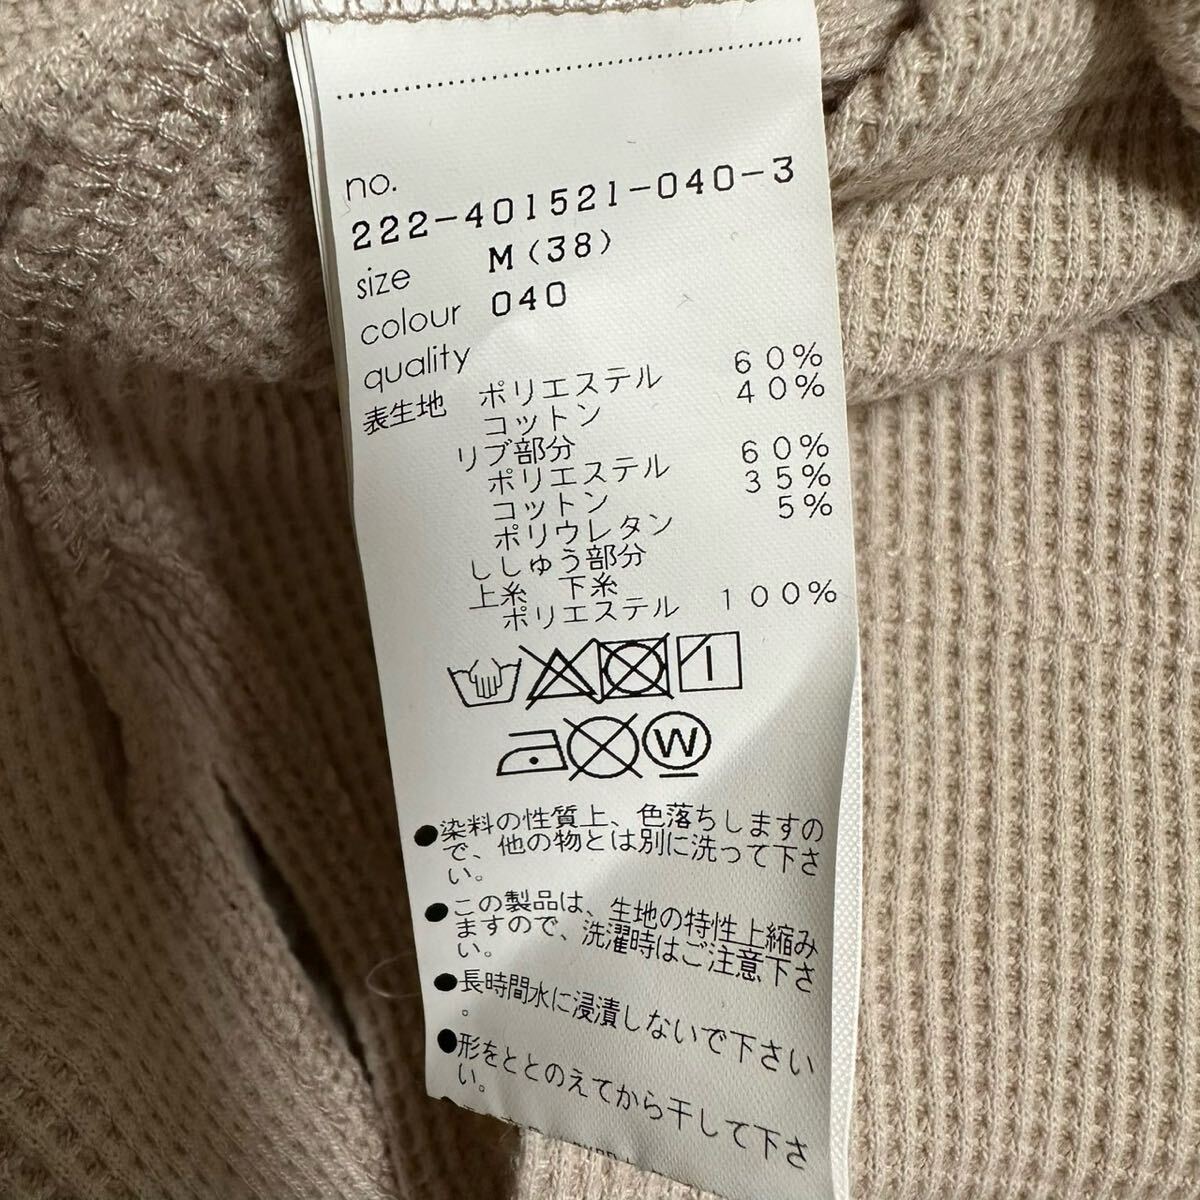 no.
222-401521-040-3
size M(38)
colour 040
quality
表生地 ポリエステル 60%
コットン 40%
リブ部分
ポリエステル 60%
コットン 35%
ポリウレタン 5%
ししゅう部分
上糸 下糸
ポリエステル 100%
W
●染料の性質上、色落ちしますの
で、他の物とは別に洗って下さ
い。
●この製品は、生地の特性上縮み
ますので、洗濯時はご注意下さ
い。
●長時間水に浸漬しないで下さい
。
●形をととのえてから干して下さ
い。